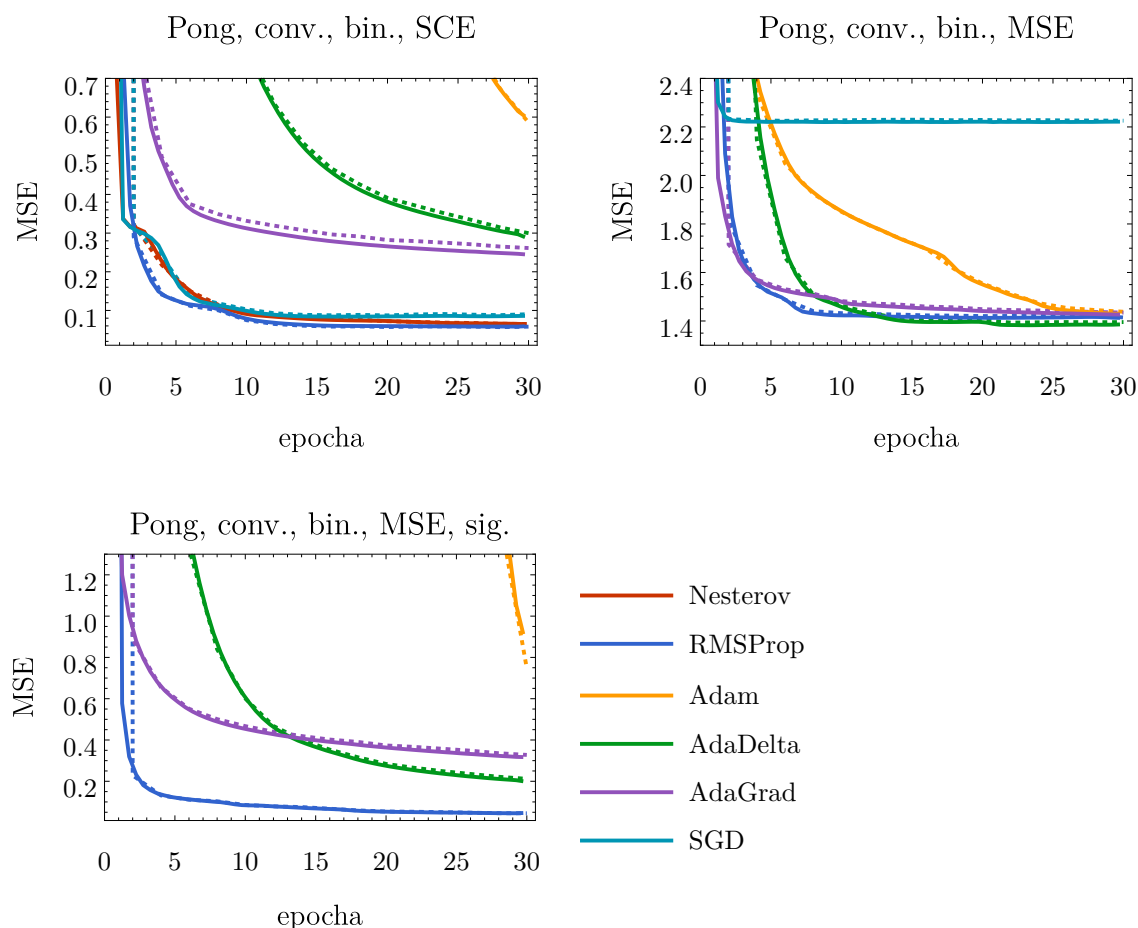 Pong, conv., bin., SCE
0.7
0.6
0.5
0.4
0.3
0.2
0.1
MSE
0 5 10 15 20 25 30
epocha
Pong, conv., bin., MSE
2.4
2.2
2.0
1.8
1.6
1.4
MSE
0 5 10 15 20 25 30
epocha
Pong, conv., bin., MSE, sig.
1.2
1.0
0.8
0.6
0.4
0.2
MSE
0 5 10 15 20 25 30
epocha
Nesterov
RMSProp
Adam
AdaDelta
AdaGrad
SGD